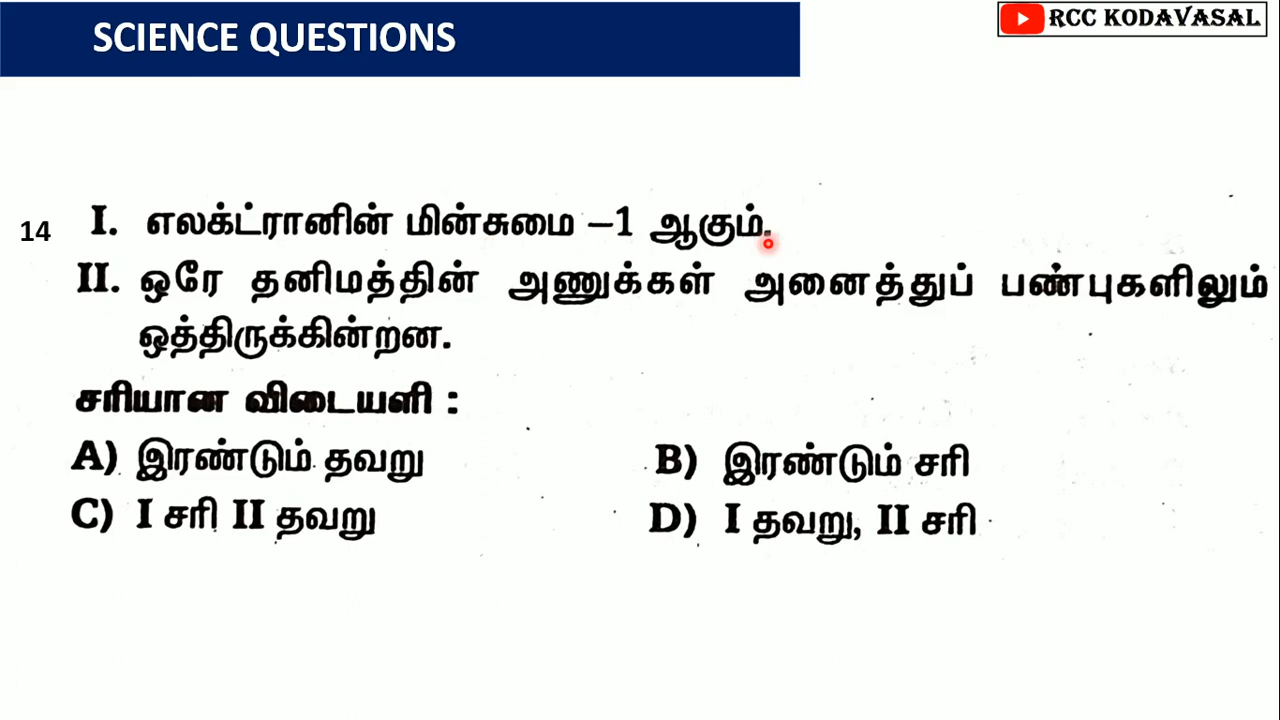 SCIENCE QUESTIONS
RCC KODAVASAL
14 I. எலக்ட்ரானின் மின்சுமை –1 ஆகும்.
II. ஒரே தனிமத்தின் அணுக்கள் அனைத்துப் பண்புகளிலும்
ஒத்திருக்கின்றன.
சரியான விடையளி :
A) இரண்டும் தவறு B) இரண்டும் சரி
C) I சரி II தவறு D) I தவறு, II சரி